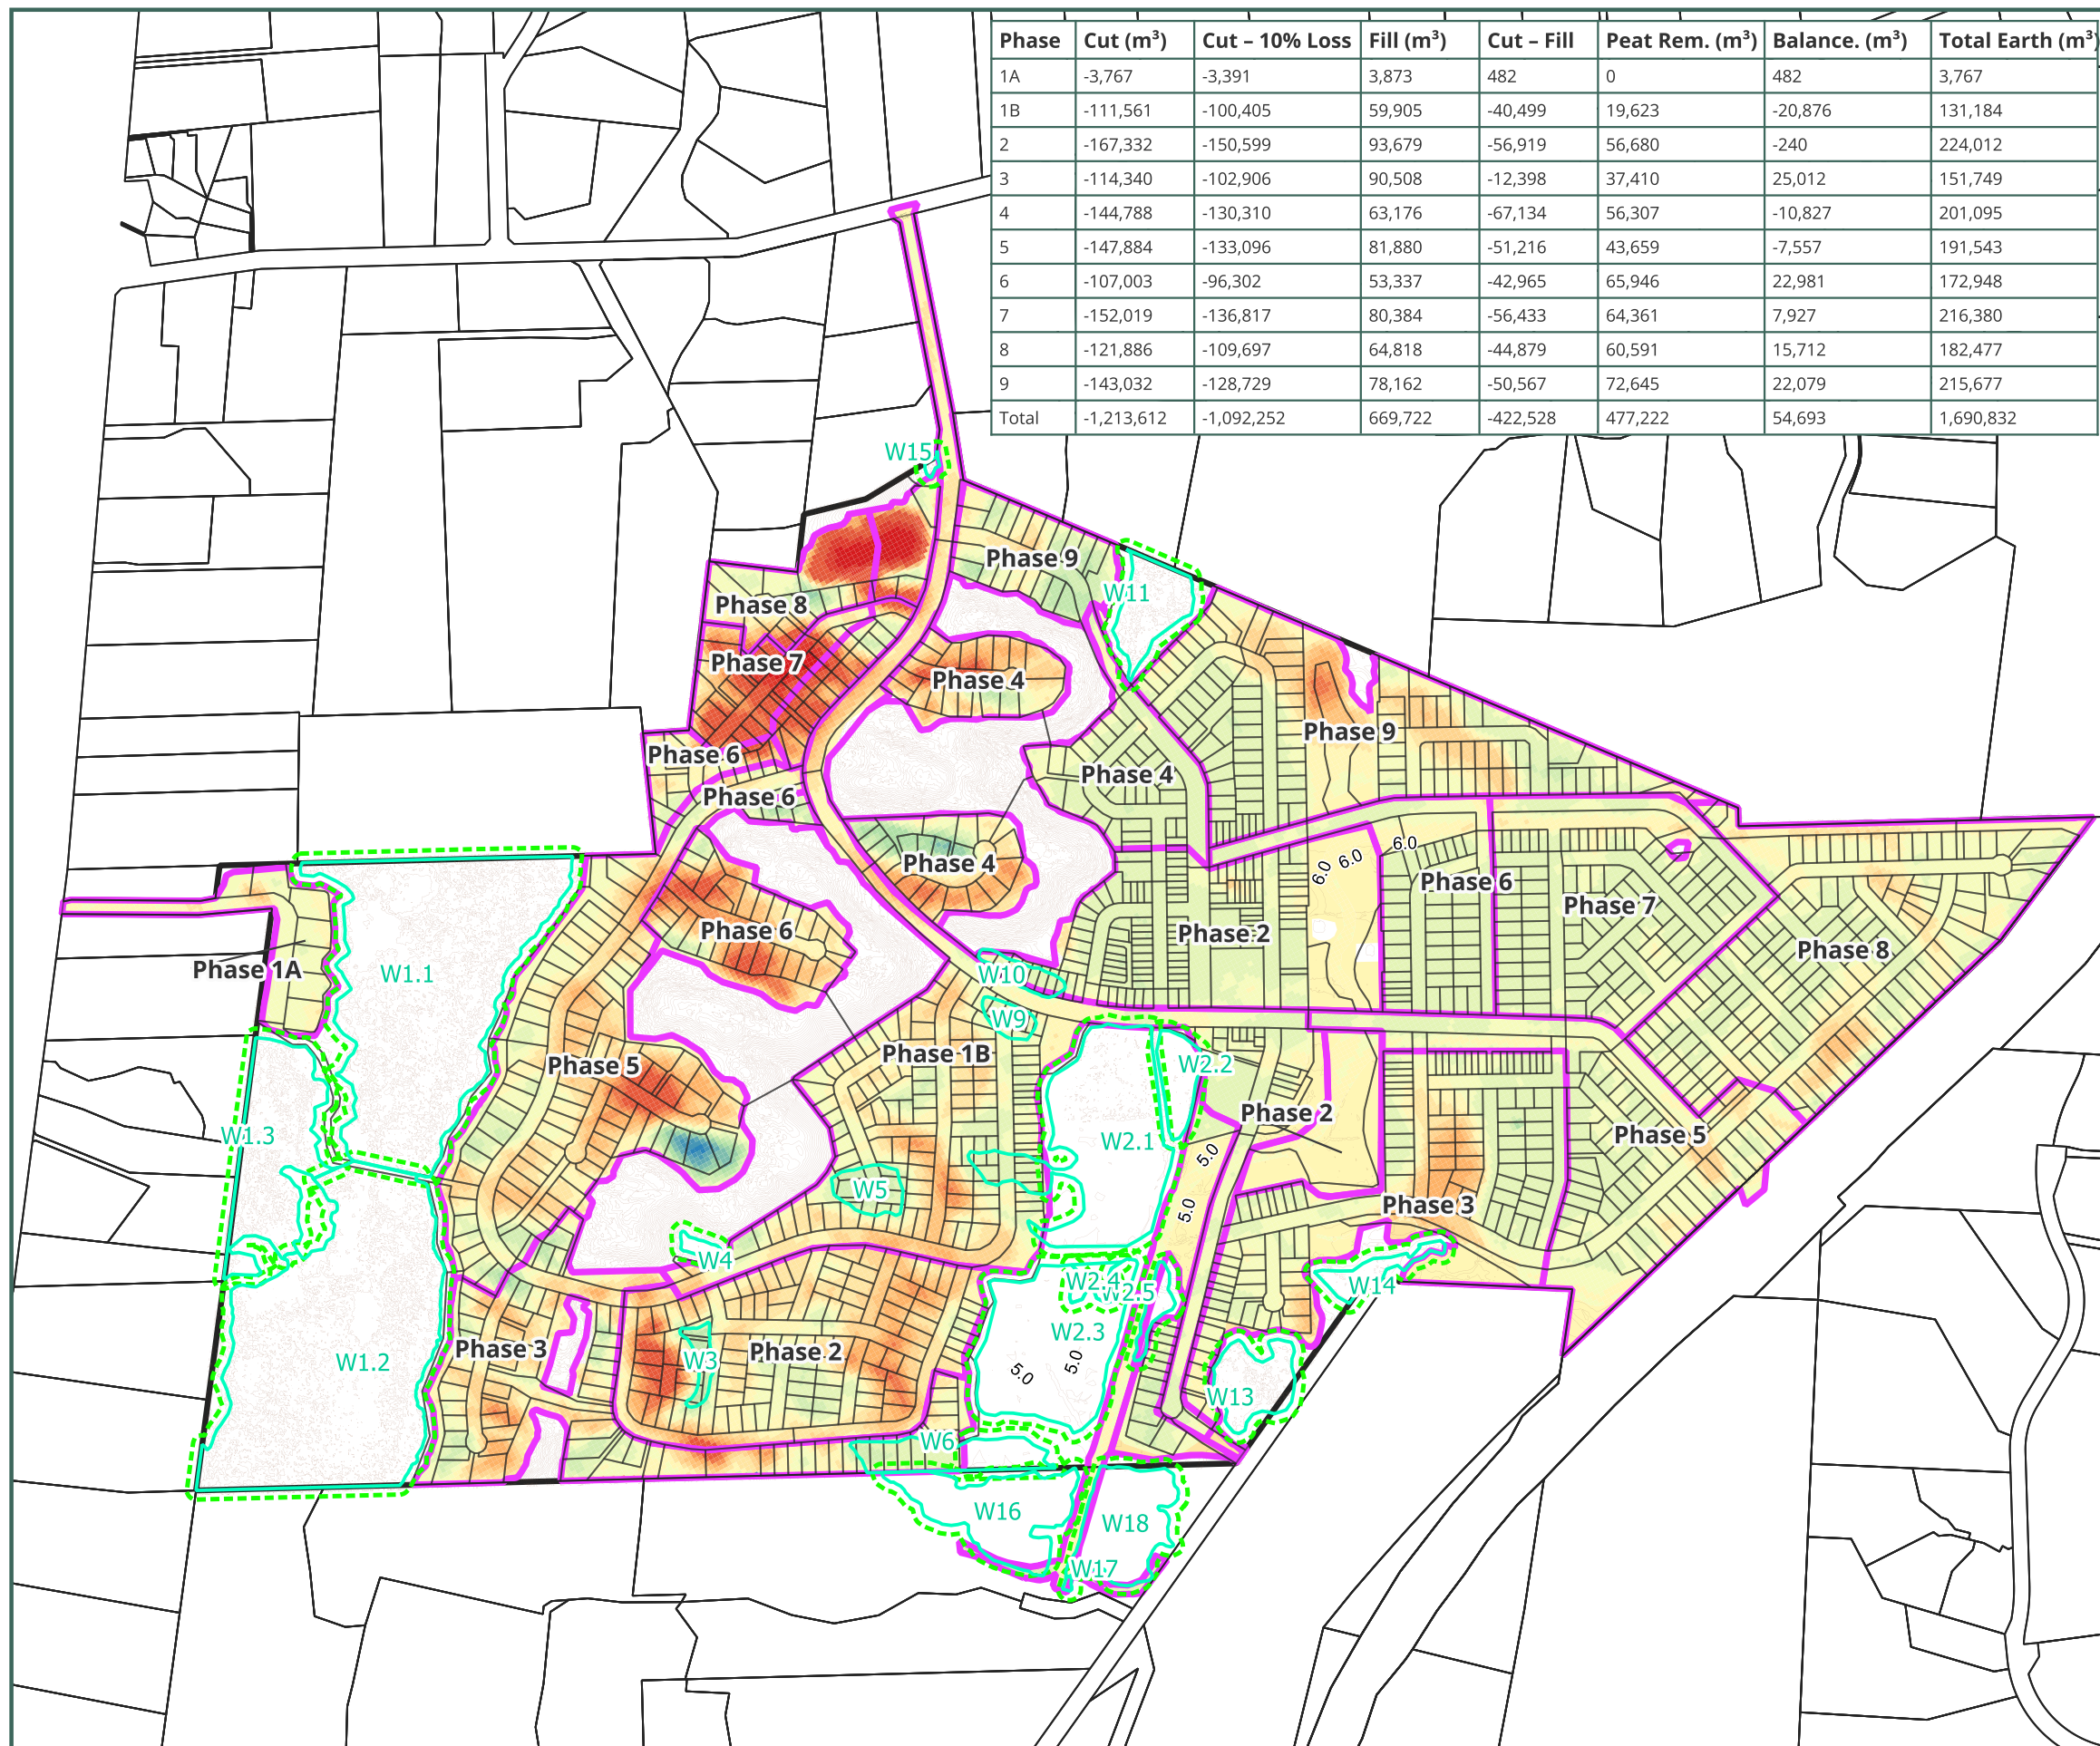 Phase Cut (m³) Cut – 10% Loss Fill (m³) Cut – Fill Peat Rem. (m³) Balance. (m³) Total Earth (m³)
1A -3,767 -3,391 3,873 482 0 482 3,767
1B -111,561 -100,405 59,905 -40,499 19,623 -20,876 131,184
2 -167,332 -150,599 93,679 -56,919 56,680 -240 224,012
3 -114,340 -102,906 90,508 -12,398 37,410 25,012 151,749
4 -144,788 -130,310 63,176 -67,134 56,307 -10,827 201,095
5 -147,884 -133,096 81,880 -51,216 43,659 -7,557 191,543
6 -107,003 -96,302 53,337 -42,965 65,946 22,981 172,948
7 -152,019 -136,817 80,384 -56,433 64,361 7,927 216,380
8 -121,886 -109,697 64,818 -44,879 60,591 15,712 182,477
9 -143,032 -128,729 78,162 -50,567 72,645 22,079 215,677
Total -1,213,612 -1,092,252 669,722 -422,528 477,222 54,693 1,690,832
W15
Phase 9
W11
Phase 8
Phase 7
Phase 4
Phase 9
Phase 6
Phase 4
Phase 6
6.0
6.0
6.0
Phase 4
Phase 6
Phase 7
Phase 6
Phase 2
Phase 8
Phase 1A
W1.1
W10
W9
Phase 1B
Phase 5
W2.2
Phase 2
W1.3
W2.1
5.0
Phase 5
W5
5.0
Phase 3
W4
W2.4
W2.5
W14
W2.3
Phase 3
Phase 2
W3
W1.2
5.0
5.0
W13
W6
W16
W18
W17